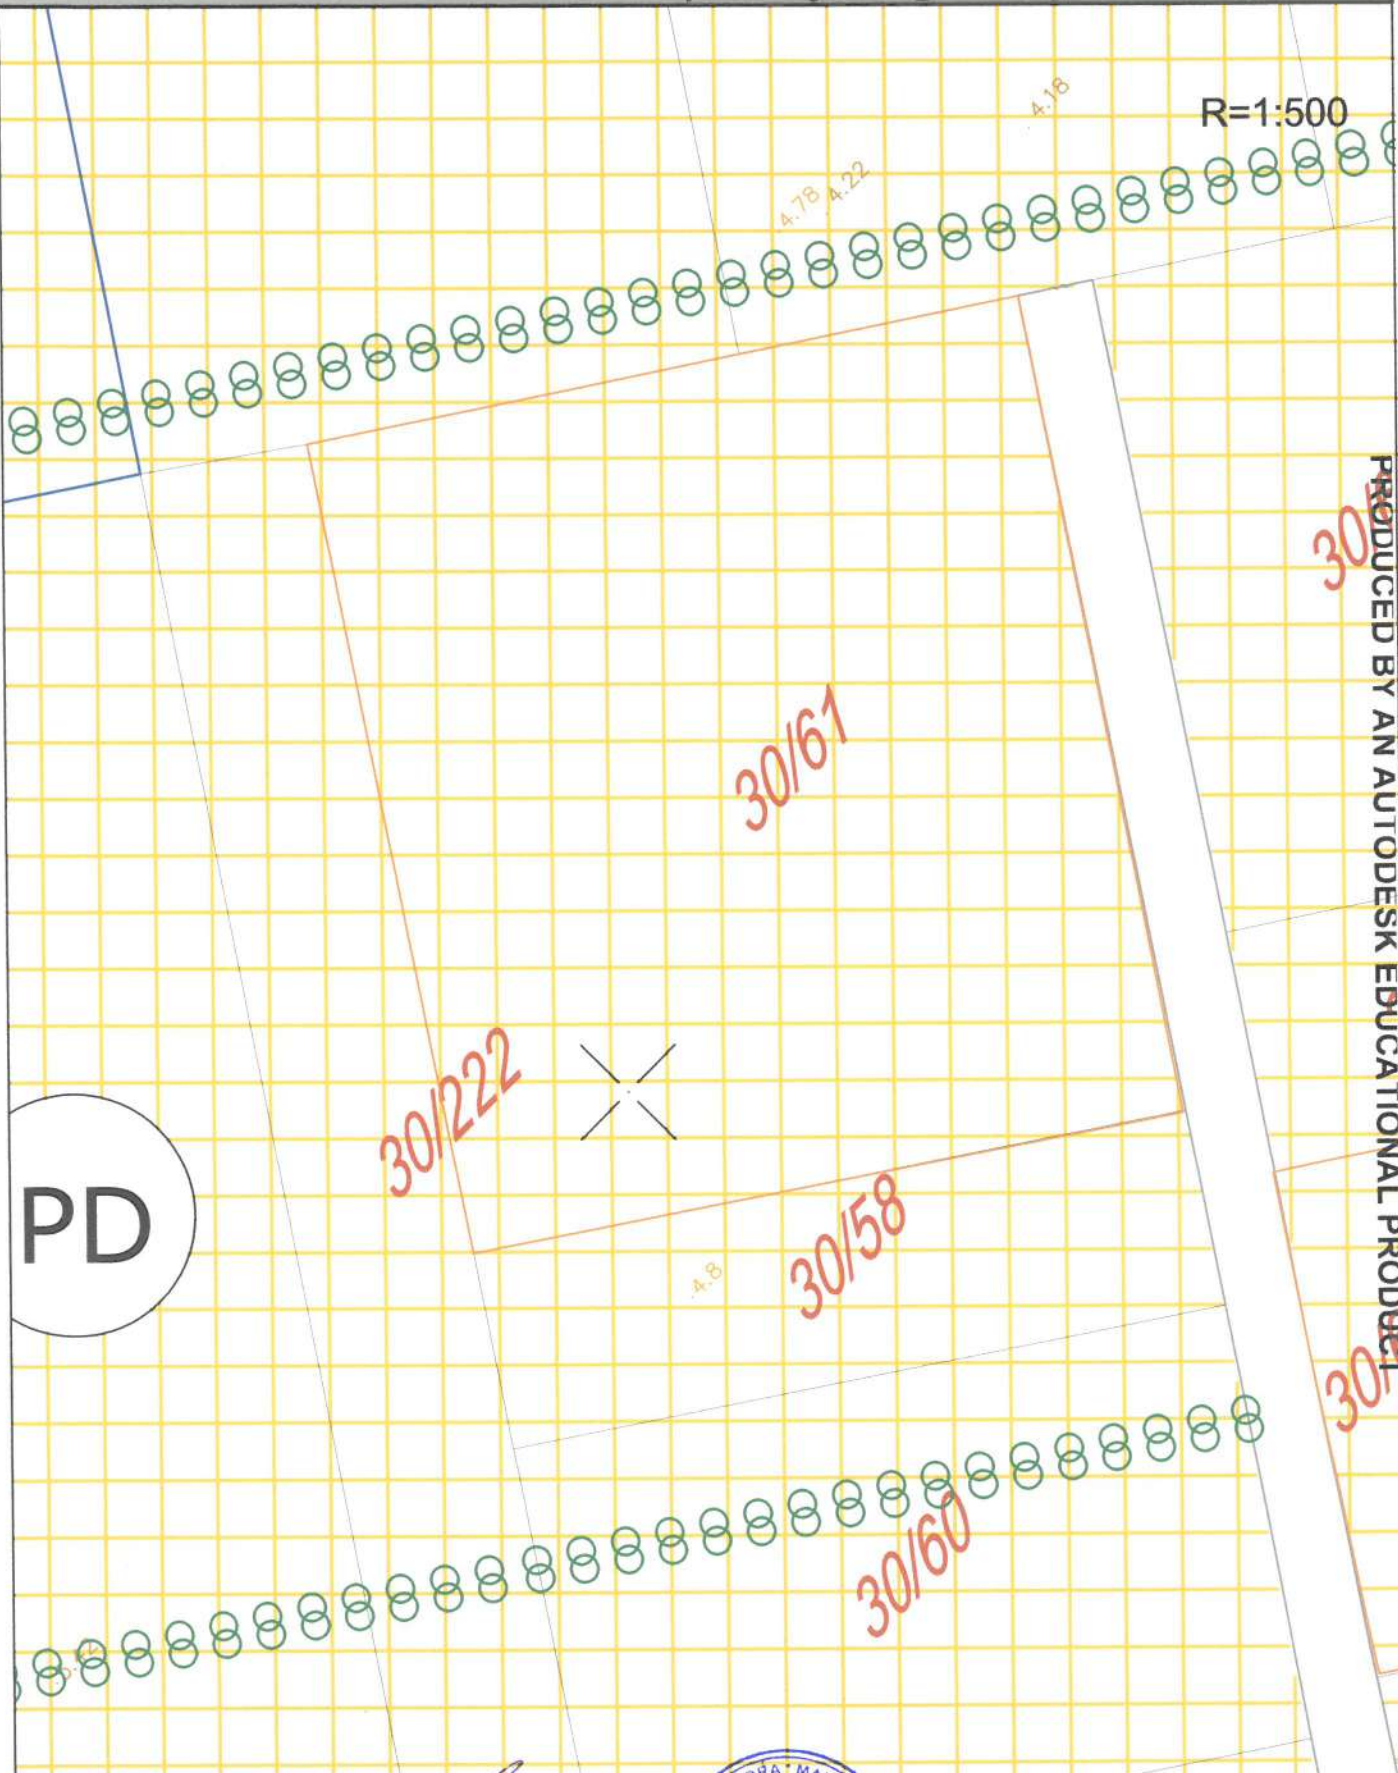 4.18
R=1:500
4.78
4.22
PRODUCED BY AN AUTODESK EDUCATIONAL PRODUCT
30/61
30/222
PD
30/58
4.8
30/60